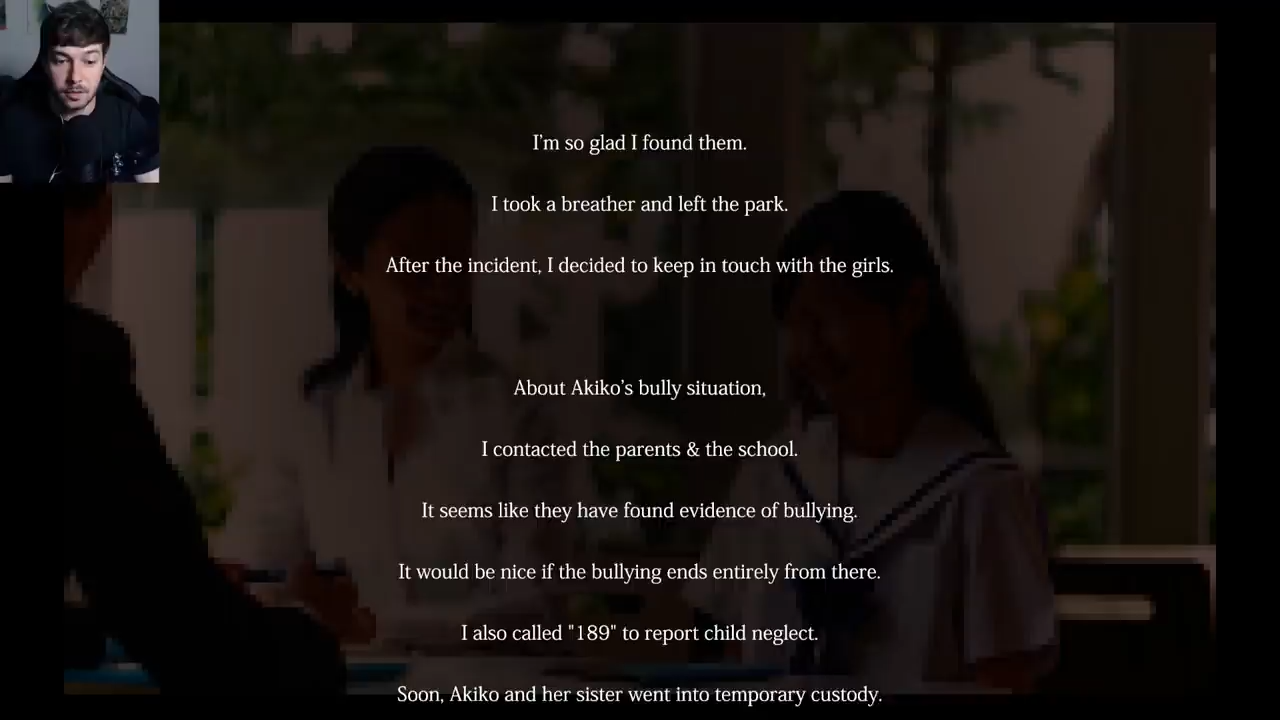 I'm so glad I found them.
I took a breather and left the park.
After the incident, I decided to keep in touch with the girls.
About Akiko's bully situation,
I contacted the parents & the school.
It seems like they have found evidence of bullying.
It would be nice if the bullying ends entirely from there.
I also called "189" to report child neglect.
Soon, Akiko and her sister went into temporary custody.